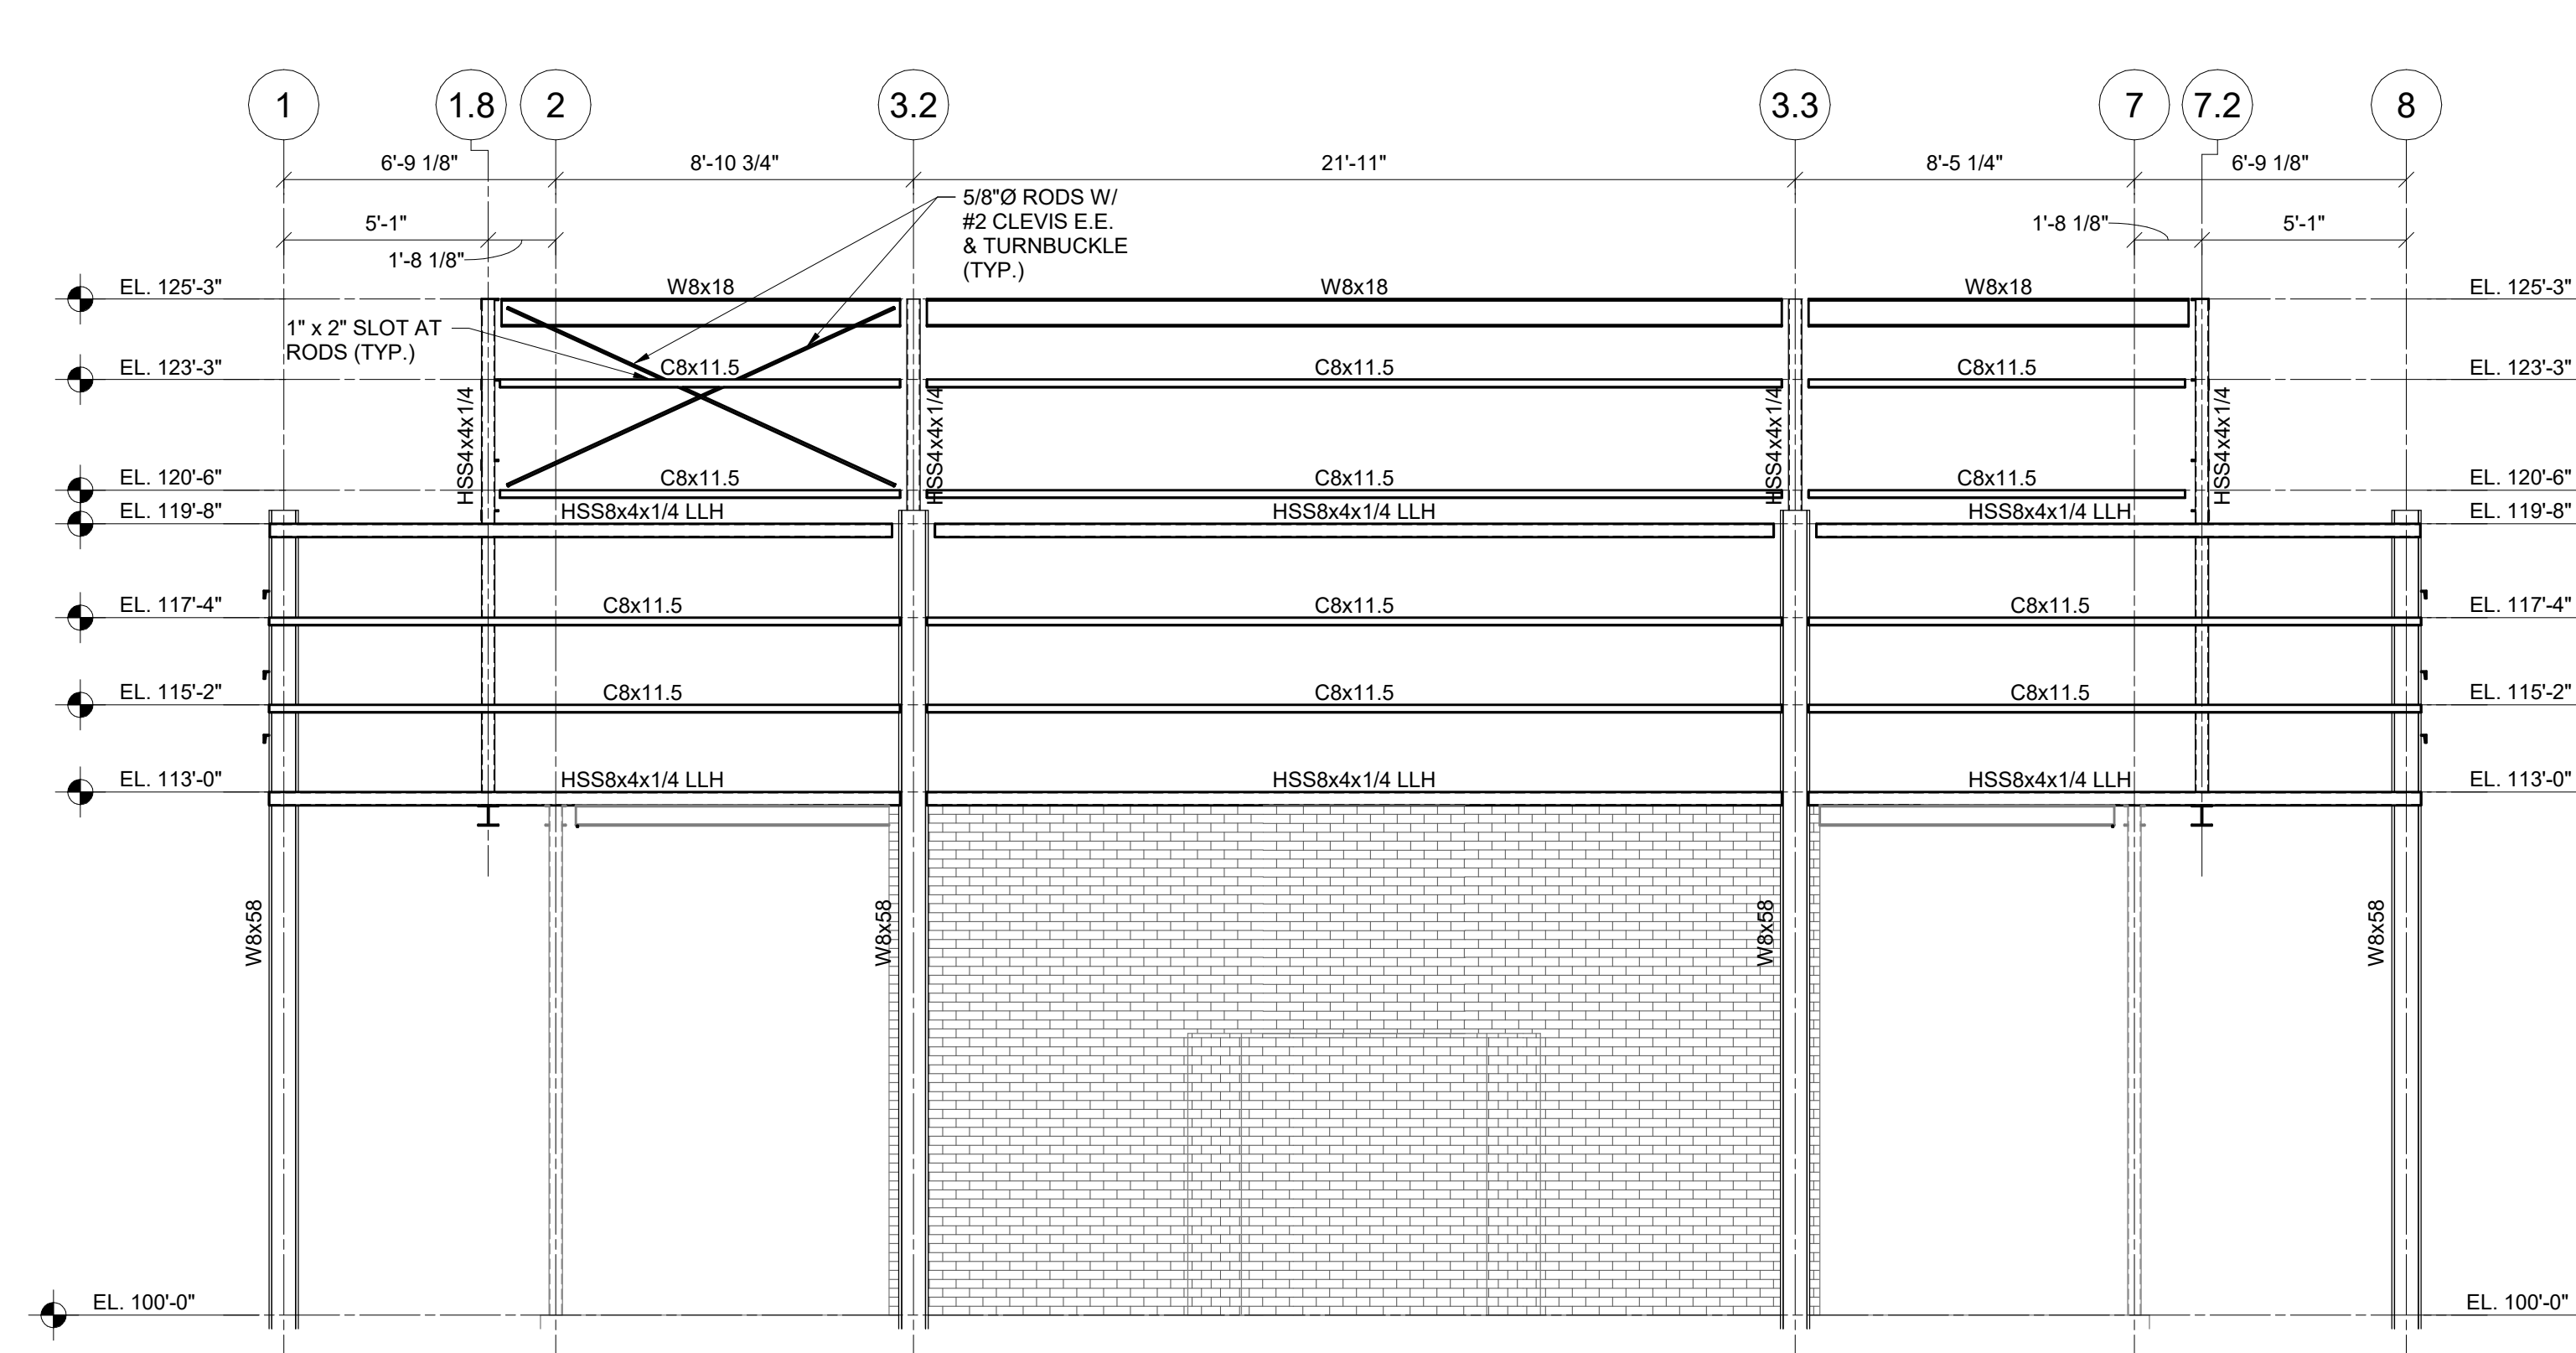 1
1.8
2
3.2
3.3
7
7.2
8
6'-9 1/8"
8'-10 3/4"
21'-11"
8'-5 1/4"
6'-9 1/8"
5'-1"
1'-8 1/8"
5/8"Ø RODS W/
#2 CLEVIS E.E.
& TURNBUCKLE
(TYP.)
1'-8 1/8"
5'-1"
EL. 125'-3"
W8x18
W8x18
W8x18
EL. 125'-3"
1" x 2" SLOT AT
RODS (TYP.)
EL. 123'-3"
C8x11.5
C8x11.5
C8x11.5
EL. 123'-3"
HSS4x4x1/4
HSS4x4x1/4
HSS4x4x1/4
HSS4x4x1/4
EL. 120'-6"
C8x11.5
C8x11.5
C8x11.5
EL. 120'-6"
EL. 119'-8"
HSS8x4x1/4 LLH
HSS8x4x1/4 LLH
HSS8x4x1/4 LLH
EL. 119'-8"
EL. 117'-4"
C8x11.5
C8x11.5
C8x11.5
EL. 117'-4"
EL. 115'-2"
C8x11.5
C8x11.5
C8x11.5
EL. 115'-2"
EL. 113'-0"
HSS8x4x1/4 LLH
HSS8x4x1/4 LLH
HSS8x4x1/4 LLH
EL. 113'-0"
W8x58
W8x58
W8x58
W8x58
EL. 100'-0"
EL. 100'-0"